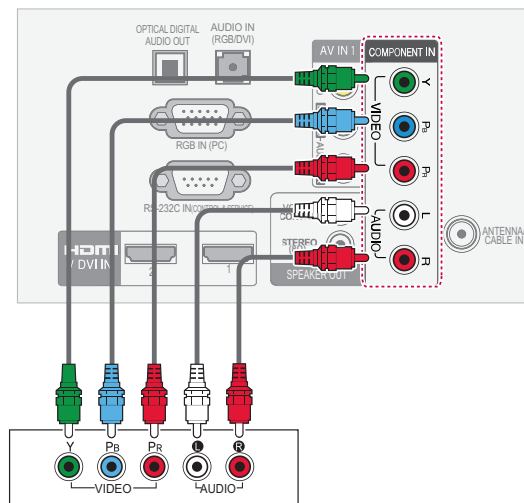 OPTICAL DIGITAL
AUDIO OUT
AUDIO IN
(RGB/DVI)
AV IN 1
COMPONENT IN
Y
PB
PR
VIDEO
L
R
AUDIO
RGB IN (PC)
RS-232C IN(CONTROL & SERVICE)
HDMI
/ DVI IN
2
1
STEREO
SPEAKER OUT
ANTENNA/
CABLE IN
Y
PB
PR
L
R
VIDEO
AUDIO